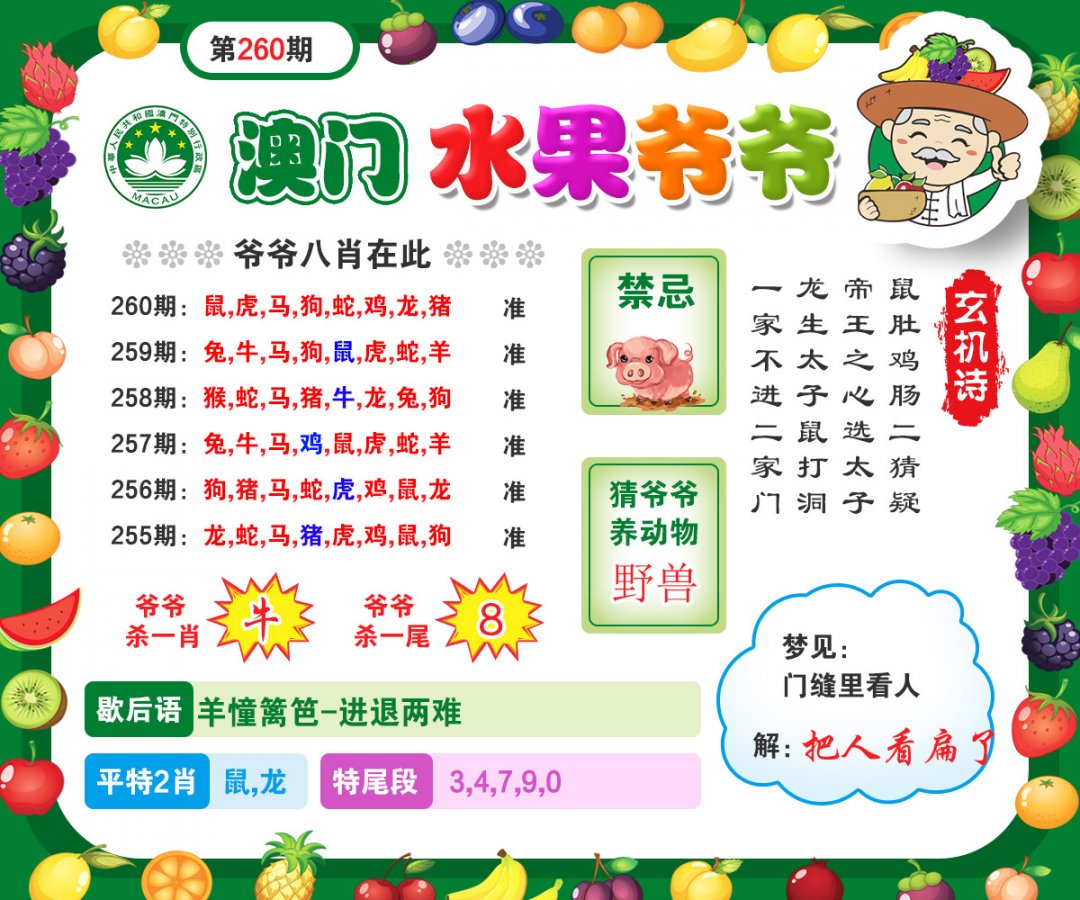 第260期
中華人民共和國澳門特別行政區
MACAU
澳门 水果爷爷
爷爷八肖在此
260期：鼠,虎,马,狗,蛇,鸡,龙,猪 准
259期：兔,牛,马,狗,鼠,虎,蛇,羊 准
258期：猴,蛇,马,猪,牛,龙,兔,狗 准
257期：兔,牛,马,鸡,鼠,虎,蛇,羊 准
256期：狗,猪,马,蛇,虎,鸡,鼠,龙 准
255期：龙,蛇,马,猪,虎,鸡,鼠,狗 准
禁忌
猜爷爷
养动物
野兽
玄机诗
鼠肚鸡肠二猜疑
帝王之心选太子
龙生太子鼠打洞
一家不进二家门
爷爷
杀一肖
牛
爷爷
杀一尾
8
歇后语 羊憧篱笆-进退两难
平特2肖 鼠,龙
特尾段 3,4,7,9,0
梦见：
门缝里看人
解：把人看扁了